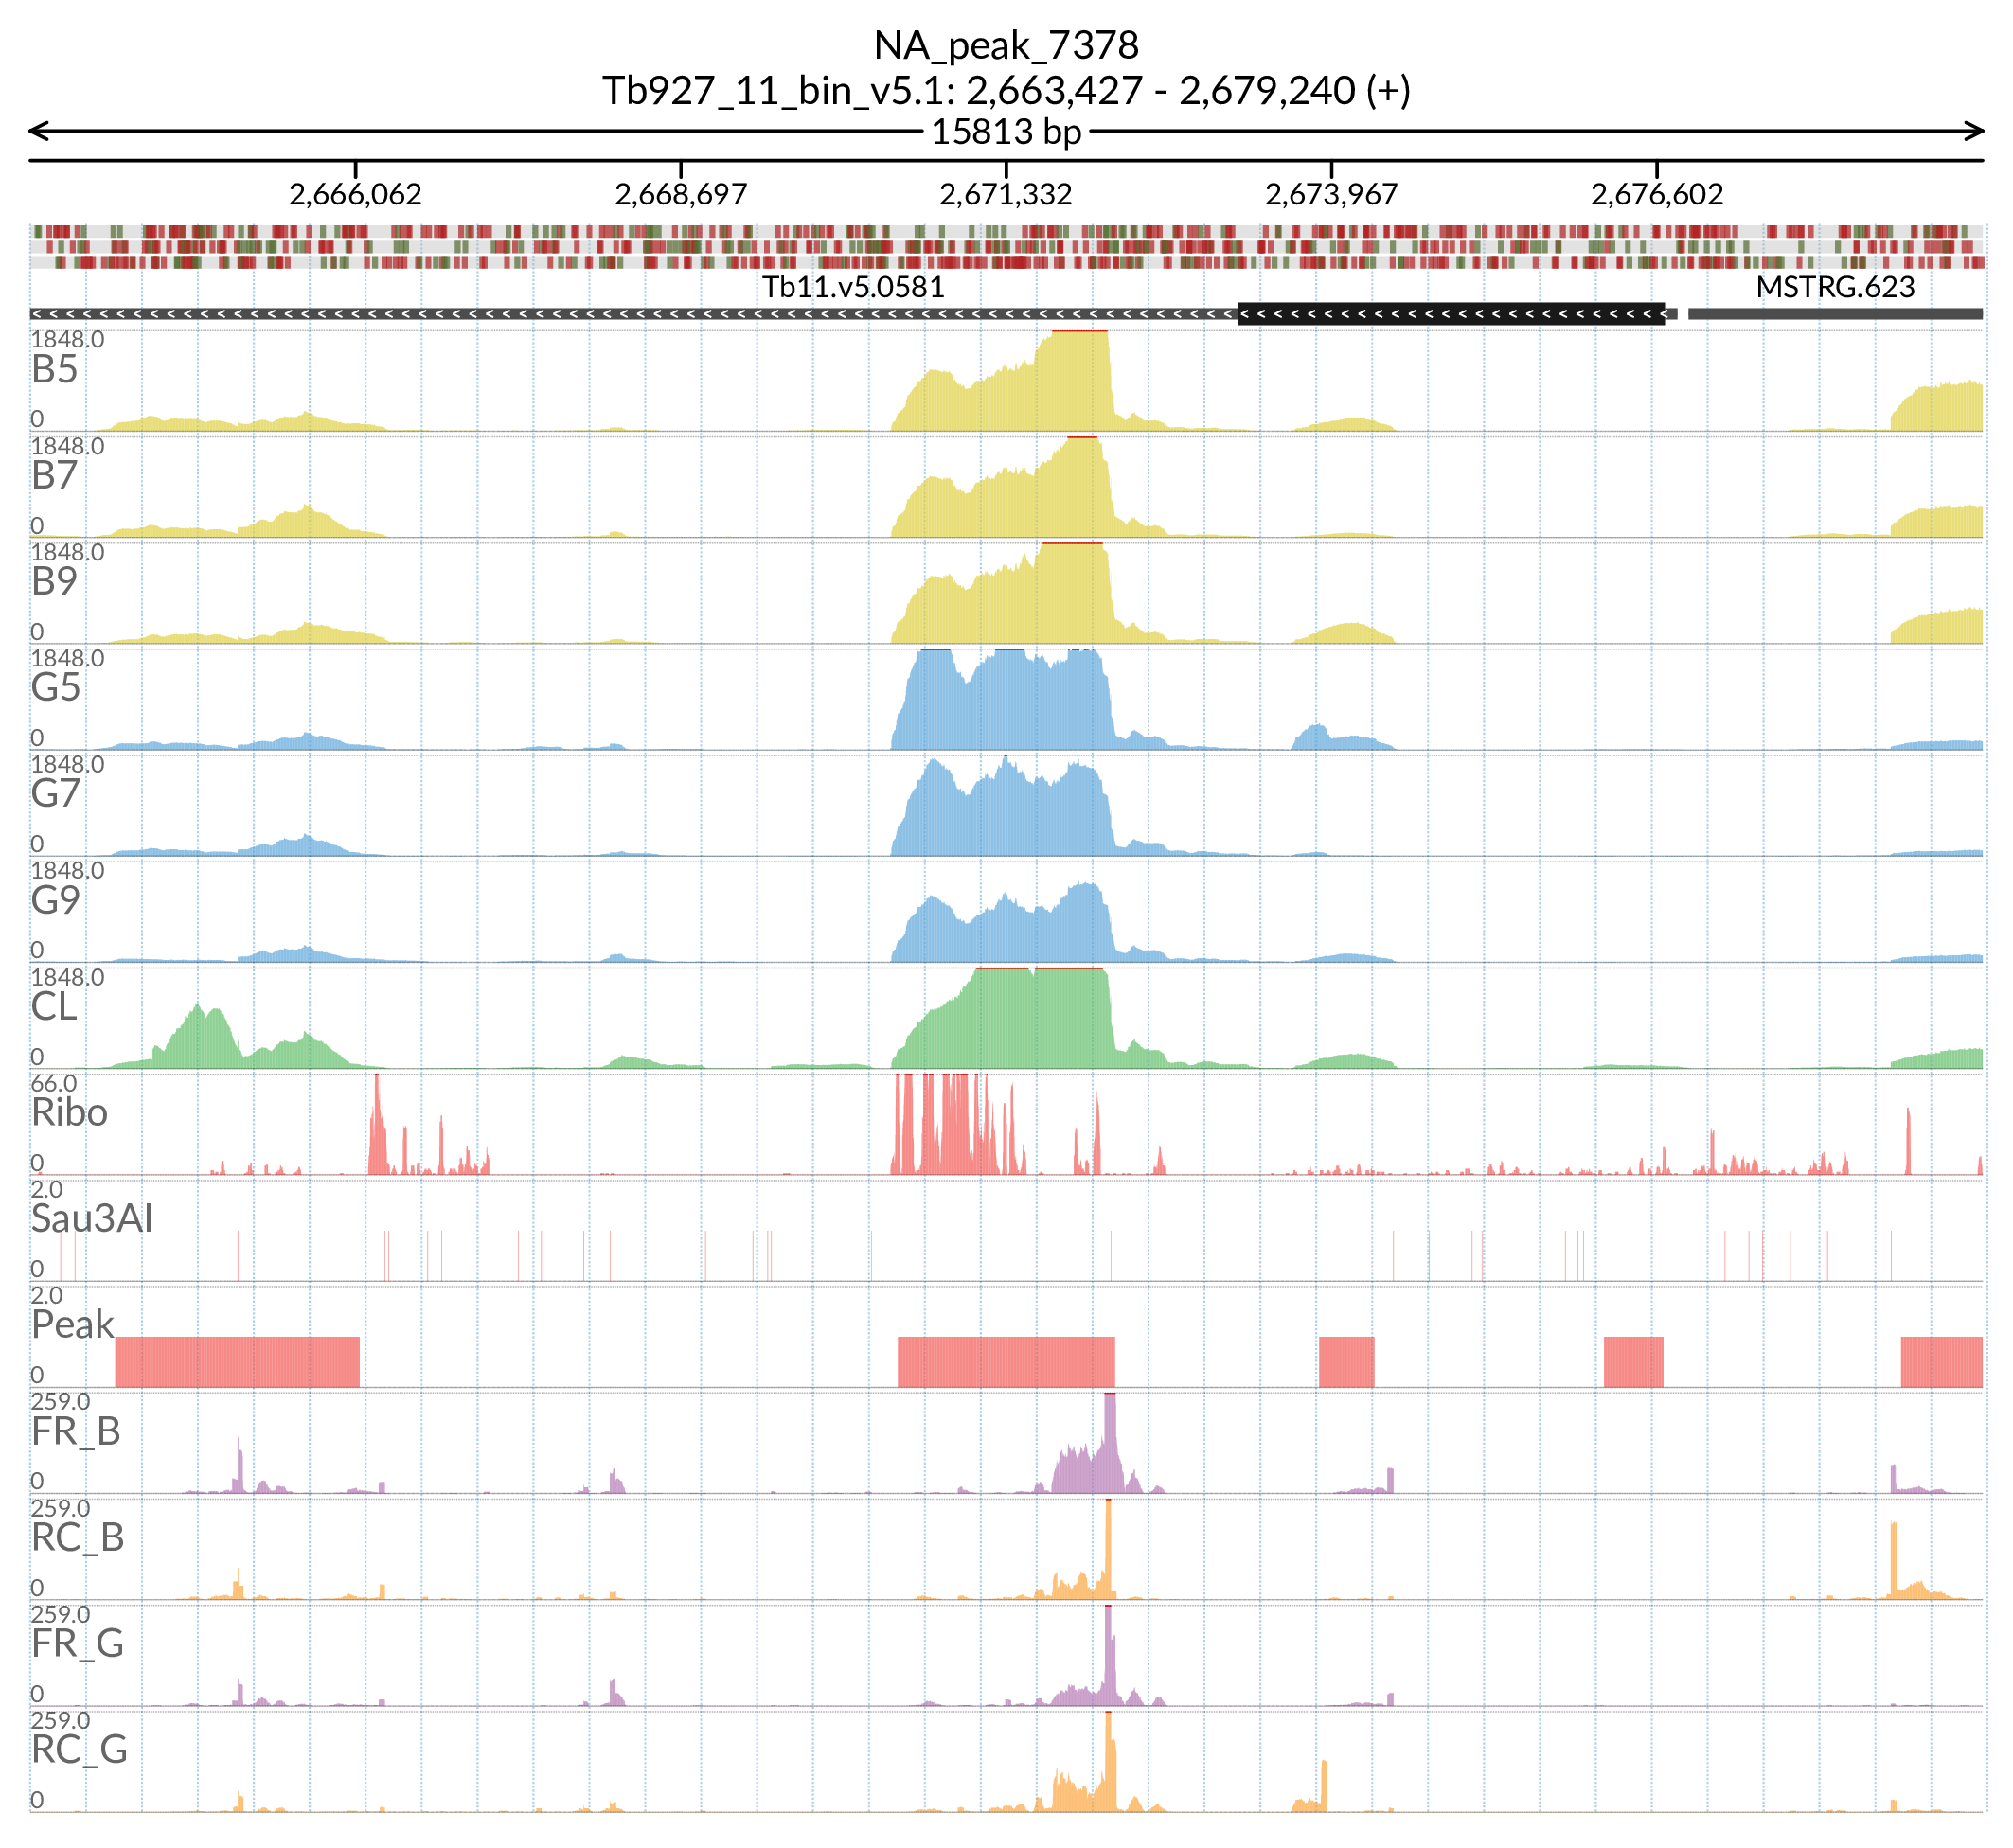 NA_peak_7378
Tb927_11_bin_v5.1: 2,663,427 - 2,679,240 (+)
15813 bp
2,666,062 2,668,697 2,671,332 2,673,967 2,676,602
Tb11.v5.0581 MSTRG.623
1848.0
B5
0
1848.0
B7
0
1848.0
B9
0
1848.0
G5
0
1848.0
G7
0
1848.0
G9
0
1848.0
CL
0
66.0
Ribo
0
2.0
Sau3AI
0
2.0
Peak
0
259.0
FR_B
0
259.0
RC_B
0
259.0
FR_G
0
259.0
RC_G
0